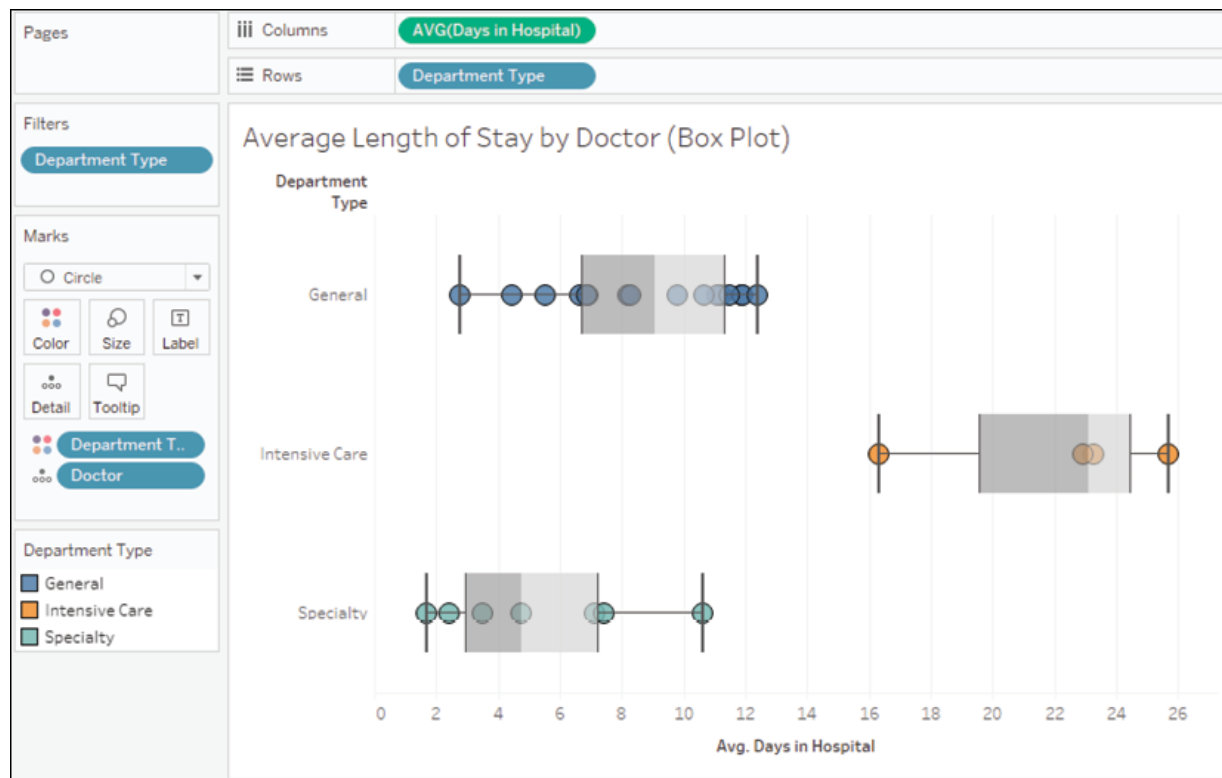 Pages
Columns
AVG(Days in Hospital)
Rows
Department Type
Filters
Department Type
Marks
Circle
Color
Size
T
Label
Detail
Tooltip
Department T..
Doctor
Department Type
General
Intensive Care
Specialty
Average Length of Stay by Doctor (Box Plot)
Department
Type
General
Intensive Care
Specialty
0 2 4 6 8 10 12 14 16 18 20 22 24 26
Avg. Days in Hospital